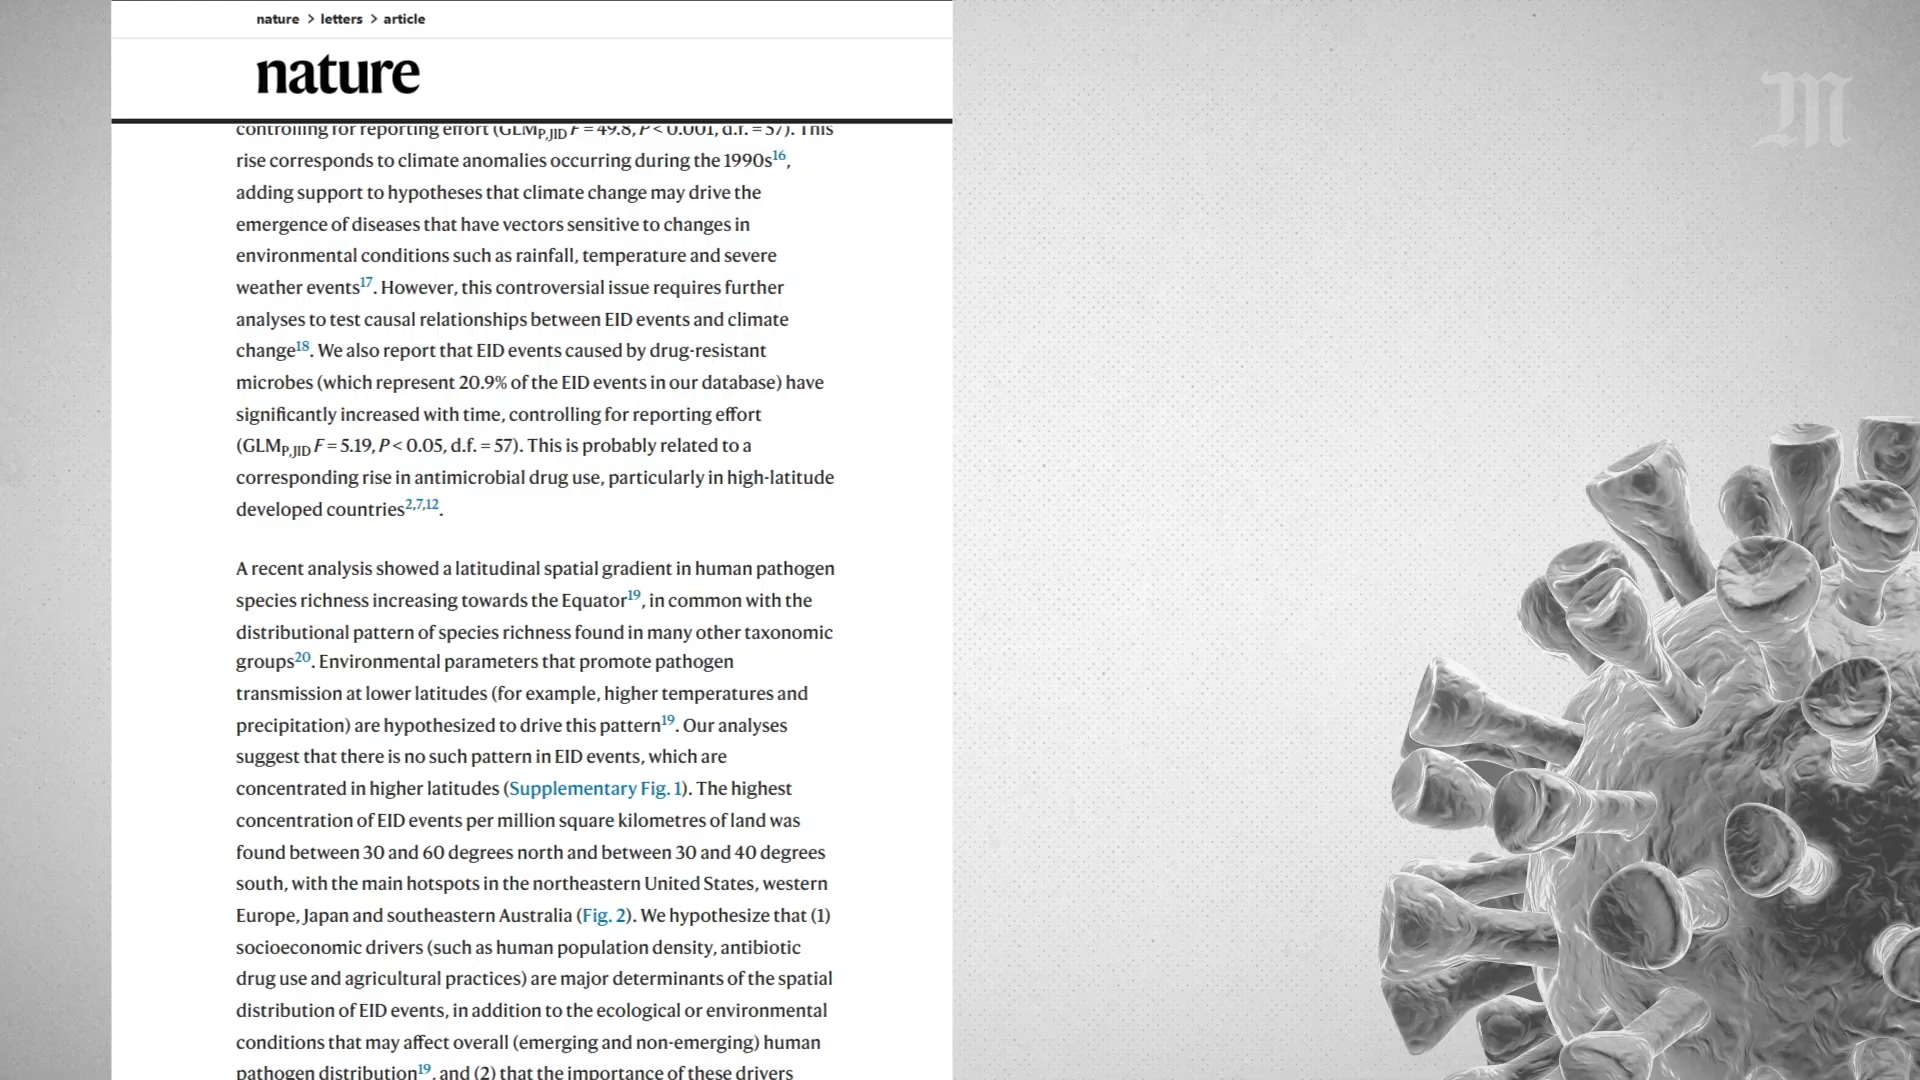 nature > letters > article
nature
M
controlling for reporting effort (GLMP,JID F = 49.8, P < 0.001, d.f. = 57). This
rise corresponds to climate anomalies occurring during the 1990s16,
adding support to hypotheses that climate change may drive the
emergence of diseases that have vectors sensitive to changes in
environmental conditions such as rainfall, temperature and severe
weather events17. However, this controversial issue requires further
analyses to test causal relationships between EID events and climate
change18. We also report that EID events caused by drug-resistant
microbes (which represent 20.9% of the EID events in our database) have
significantly increased with time, controlling for reporting effort
(GLMP,JID F = 5.19, P < 0.05, d.f. = 57). This is probably related to a
corresponding rise in antimicrobial drug use, particularly in high-latitude
developed countries2,7,12.
A recent analysis showed a latitudinal spatial gradient in human pathogen
species richness increasing towards the Equator19, in common with the
distributional pattern of species richness found in many other taxonomic
groups20. Environmental parameters that promote pathogen
transmission at lower latitudes (for example, higher temperatures and
precipitation) are hypothesized to drive this pattern19. Our analyses
suggest that there is no such pattern in EID events, which are
concentrated in higher latitudes (Supplementary Fig. 1). The highest
concentration of EID events per million square kilometres of land was
found between 30 and 60 degrees north and between 30 and 40 degrees
south, with the main hotspots in the northeastern United States, western
Europe, Japan and southeastern Australia (Fig. 2). We hypothesize that (1)
socioeconomic drivers (such as human population density, antibiotic
drug use and agricultural practices) are major determinants of the spatial
distribution of EID events, in addition to the ecological or environmental
conditions that may affect overall (emerging and non-emerging) human
pathogen distribution19, and (2) that the importance of these drivers